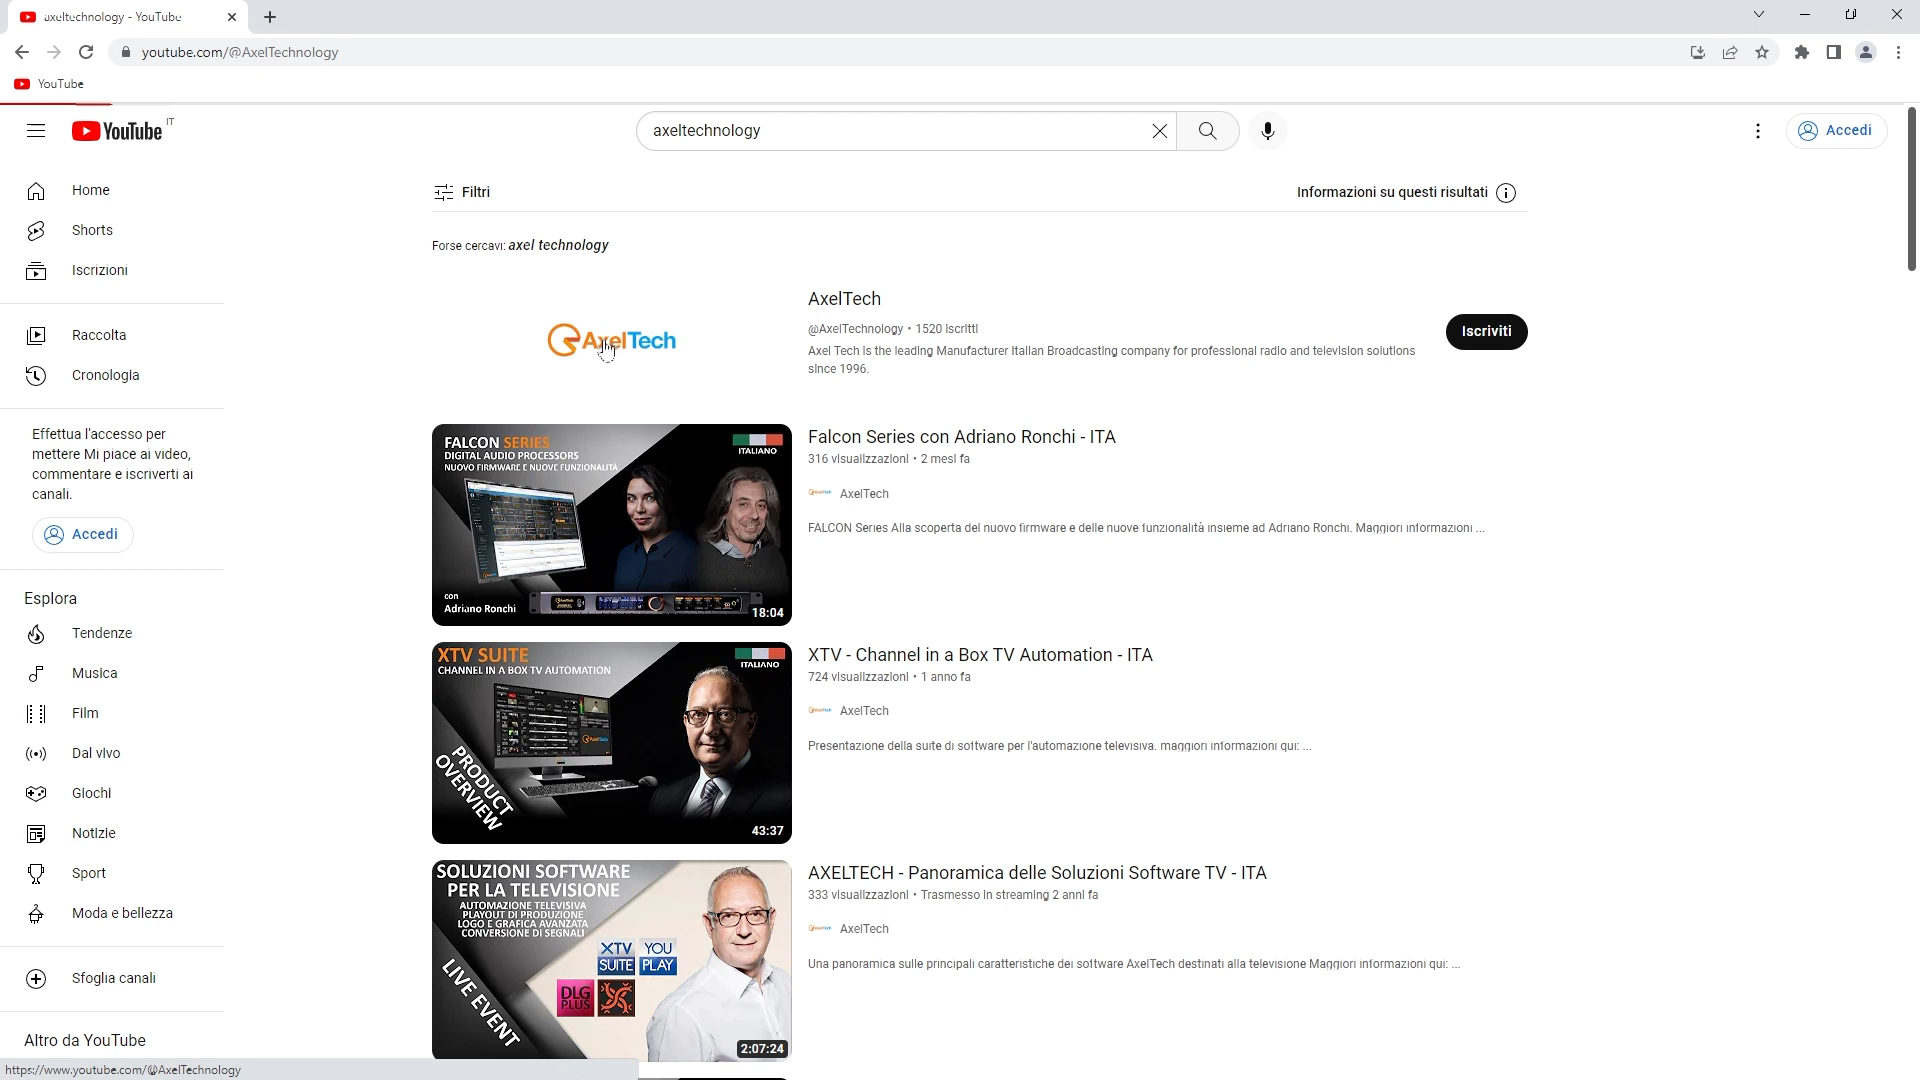 axeltechnology - YouTube
youtube.com/@AxelTechnology
YouTube
YouTube IT
axeltechnology
Accedi
Home
Shorts
Iscrizioni
Raccolta
Cronologia
Effettua l'accesso per
mettere Mi piace ai video,
commentare e iscriverti ai
canali.
Accedi
Esplora
Tendenze
Musica
Film
Dal vivo
Giochi
Notizie
Sport
Moda e bellezza
Sfoglia canali
Altro da YouTube
https://www.youtube.com/@AxelTechnology
Filtri
Informazioni su questi risultati
Forse cercavi: axel technology
AxelTech
AxelTech
@AxelTechnology • 1520 iscritti
Axel Tech is the leading Manufacturer Italian Broadcasting company for professional radio and television solutions
since 1996.
Iscriviti
FALCON SERIES
DIGITAL AUDIO PROCESSORS
NUOVO FIRMWARE E NUOVE FUNZIONALITÀ
ITALIANO
con
Adriano Ronchi
18:04
Falcon Series con Adriano Ronchi - ITA
316 visualizzazioni • 2 mesi fa
AxelTech
FALCON Series Alla scoperta del nuovo firmware e delle nuove funzionalità insieme ad Adriano Ronchi. Maggiori informazioni ...
XTV SUITE
CHANNEL IN A BOX TV AUTOMATION
ITALIANO
PRODUCT
OVERVIEW
43:37
XTV - Channel in a Box TV Automation - ITA
724 visualizzazioni • 1 anno fa
AxelTech
Presentazione della suite di software per l'automazione televisiva. maggiori informazioni qui: ...
SOLUZIONI SOFTWARE
PER LA TELEVISIONE
AUTOMAZIONE TELEVISIVA
PLAYOUT DI PRODUZIONE
LOGO E GRAFICA AVANZATA
CONVERSIONE DI SEGNALI
XTV SUITE
YOU PLAY
DLG PLUS
LIVE EVENT
2:07:24
AXELTECH - Panoramica delle Soluzioni Software TV - ITA
333 visualizzazioni • Trasmesso in streaming 2 anni fa
AxelTech
Una panoramica sulle principali caratteristiche dei software AxelTech destinati alla televisione Maggiori informazioni qui: ...